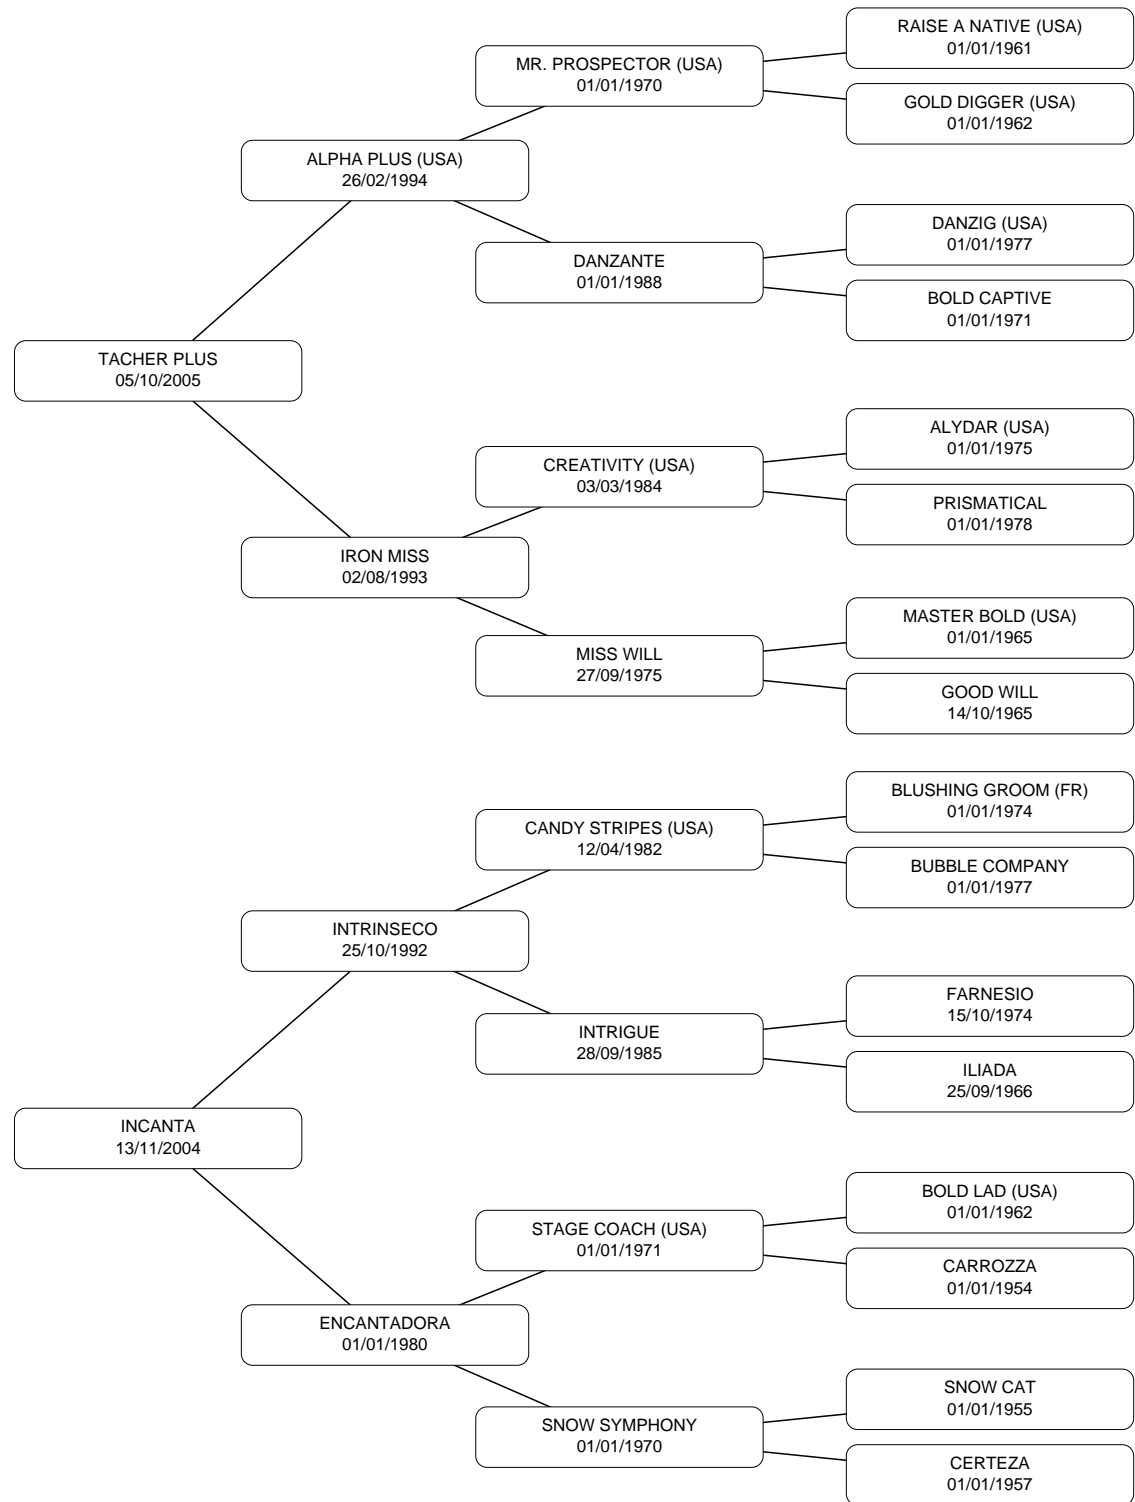 RAISE A NATIVE (USA)
01/01/1961
MR. PROSPECTOR (USA)
01/01/1970
GOLD DIGGER (USA)
01/01/1962
ALPHA PLUS (USA)
26/02/1994
DANZIG (USA)
01/01/1977
DANZANTE
01/01/1988
BOLD CAPTIVE
01/01/1971
TACHER PLUS
05/10/2005
ALYDAR (USA)
01/01/1975
CREATIVITY (USA)
03/03/1984
PRISMATICAL
01/01/1978
IRON MISS
02/08/1993
MASTER BOLD (USA)
01/01/1965
MISS WILL
27/09/1975
GOOD WILL
14/10/1965
BLUSHING GROOM (FR)
01/01/1974
CANDY STRIPES (USA)
12/04/1982
BUBBLE COMPANY
01/01/1977
INTRINSECO
25/10/1992
FARNESIO
15/10/1974
INTRIGUE
28/09/1985
ILIADA
25/09/1966
INCANTA
13/11/2004
BOLD LAD (USA)
01/01/1962
STAGE COACH (USA)
01/01/1971
CARROZZA
01/01/1954
ENCANTADORA
01/01/1980
SNOW CAT
01/01/1955
SNOW SYMPHONY
01/01/1970
CERTEZA
01/01/1957